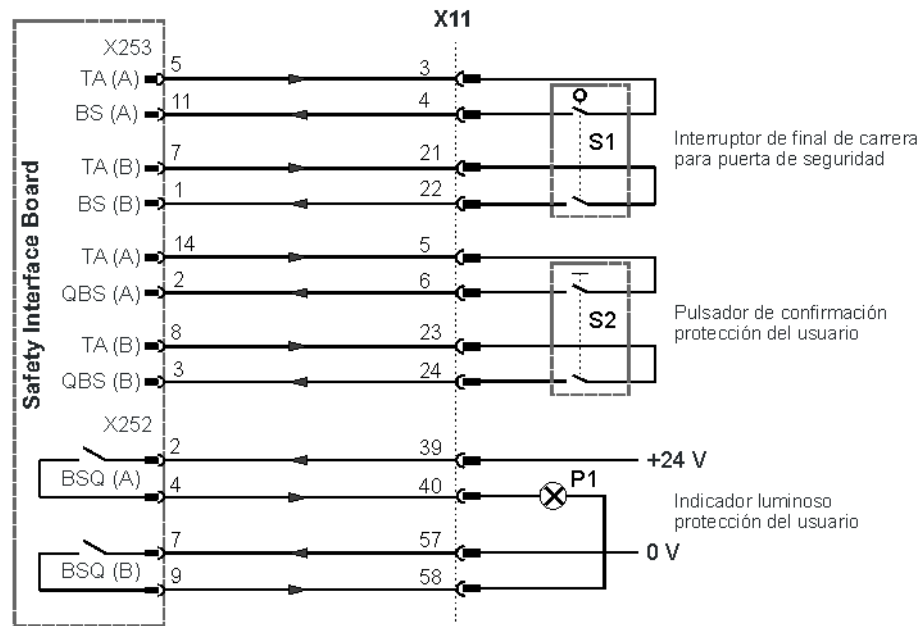 X11
X253
TA (A) 5 3
BS (A) 11 4
S1
Interruptor de final de carrera
para puerta de seguridad
TA (B) 7 21
BS (B) 1 22
Safety Interface Board
TA (A) 14 5
QBS (A) 2 6
S2
Pulsador de confirmación
protección del usuario
TA (B) 8 23
QBS (B) 3 24
X252
2 39 +24 V
BSQ (A)
4 40 P1
Indicador luminoso
protección del usuario
7 57 0 V
BSQ (B)
9 58